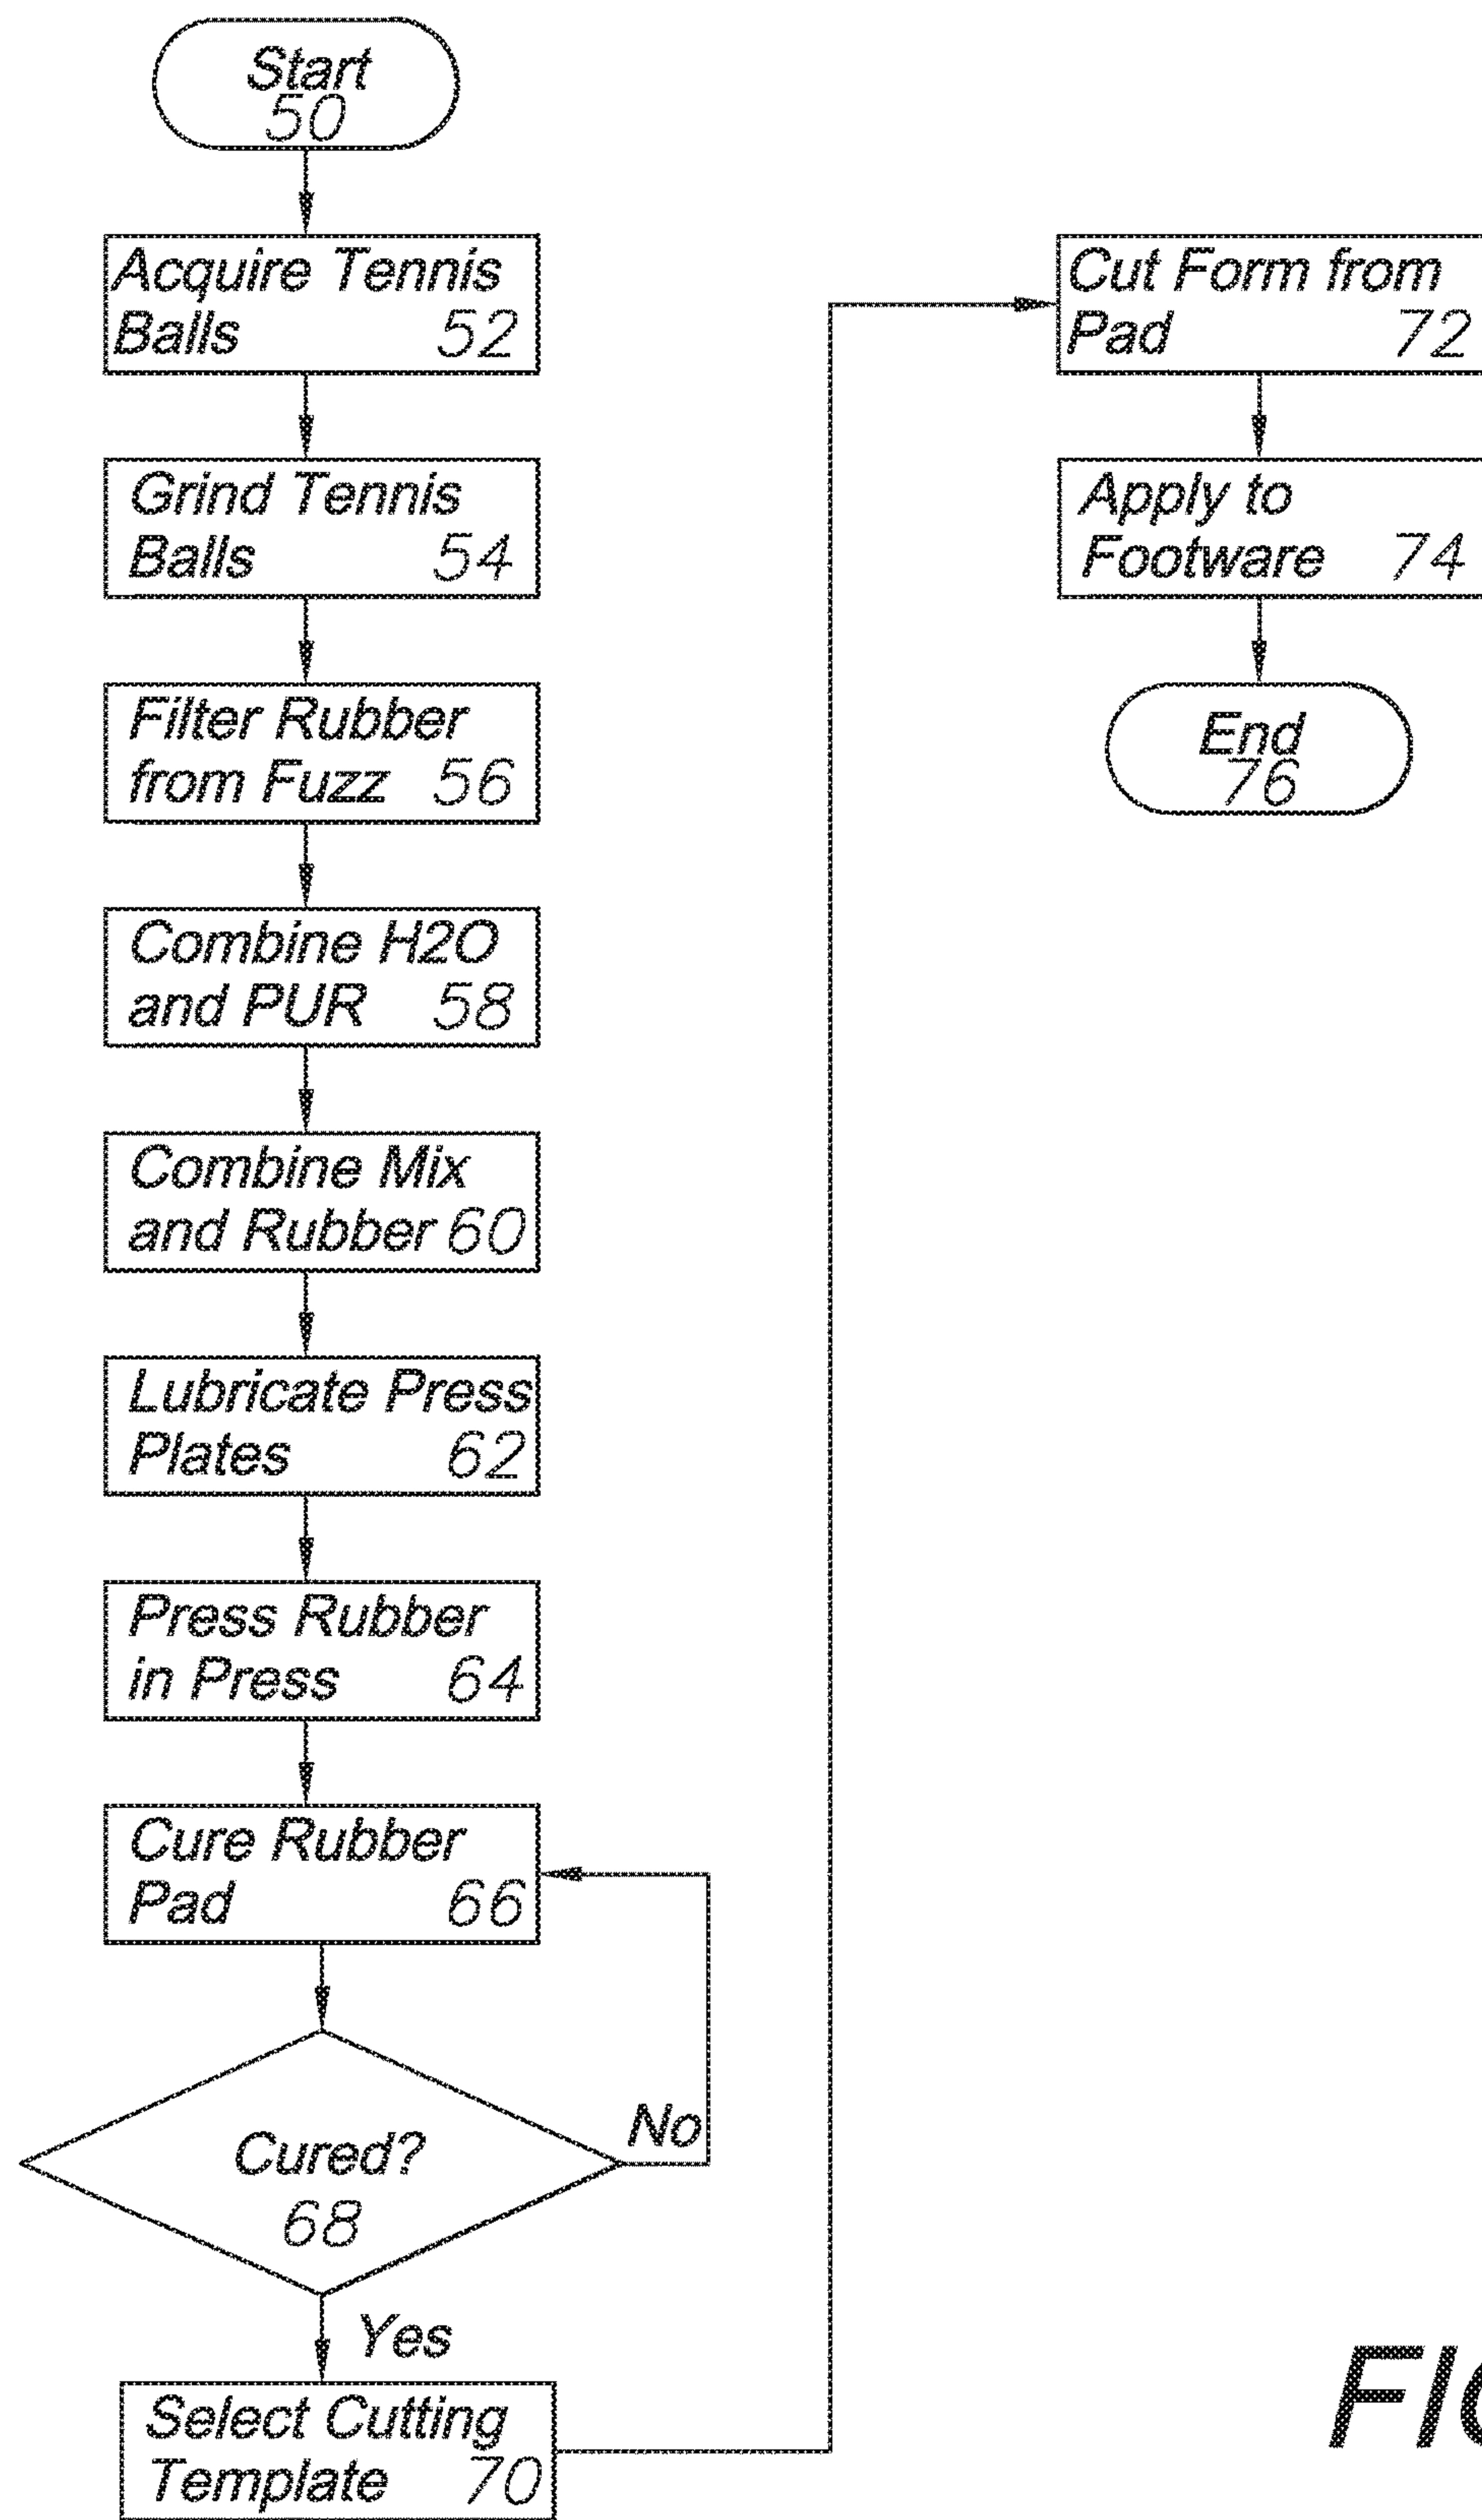 Start
50
Acquire Tennis
Balls 52
Grind Tennis
Balls 54
Filter Rubber
from Fuzz 56
Combine H2O
and PUR 58
Combine Mix
and Rubber 60
Lubricate Press
Plates 62
Press Rubber
in Press 64
Cure Rubber
Pad 66
Cured?
68
No
Yes
Select Cutting
Template 70
Cut Form from
Pad 72
Apply to
Footware 74
End
76